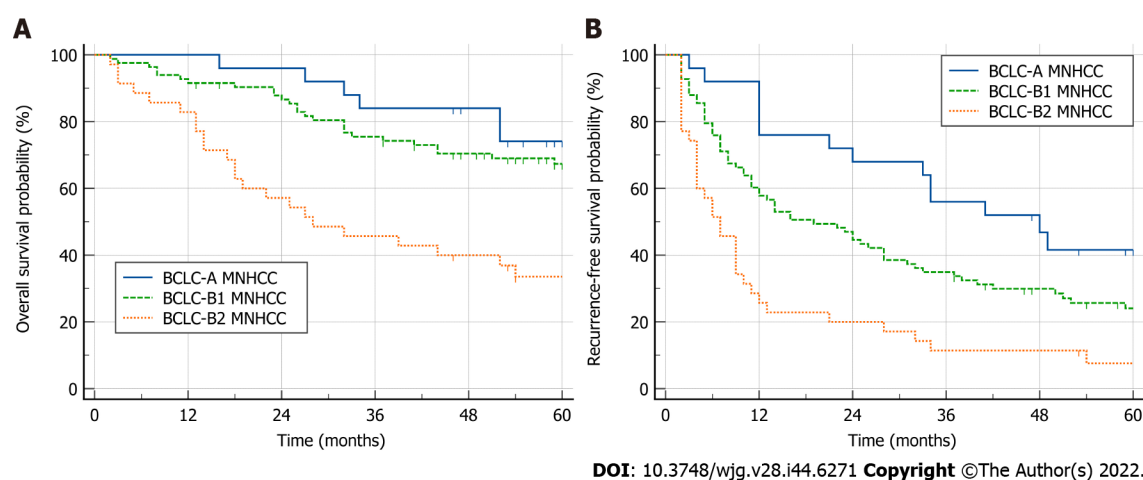 A
Overall survival probability (%)
100
80
60
40
20
0
BCLC-A MNHCC
BCLC-B1 MNHCC
BCLC-B2 MNHCC
0 12 24 36 48 60
Time (months)
B
Recurrence-free survival probability (%)
100
80
60
40
20
0
BCLC-A MNHCC
BCLC-B1 MNHCC
BCLC-B2 MNHCC
0 12 24 36 48 60
Time (months)
DOI: 10.3748/wjg.v28.i44.6271 Copyright ©The Author(s) 2022.